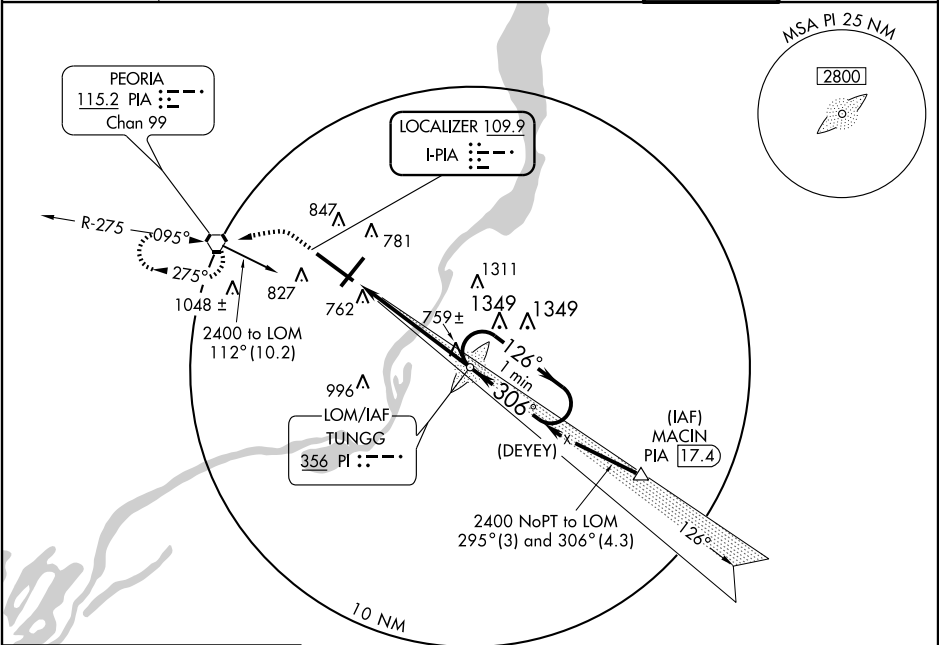 MSA PI 25 NM
2800
PEORIA
115.2 PIA
Chan 99
LOCALIZER 109.9
I-PIA
R-275
095°
275°
847
781
1048 ±
827
762
2400 to LOM
112° (10.2)
1311
1349
1349
759 ±
126°
1 min
306°
996
LOM/IAF
TUNGG
356 PI
(DEYEY)
x
(IAF)
MACIN
PIA 17.4
2400 NoPT to LOM
295° (3) and 306° (4.3)
126°
10 NM